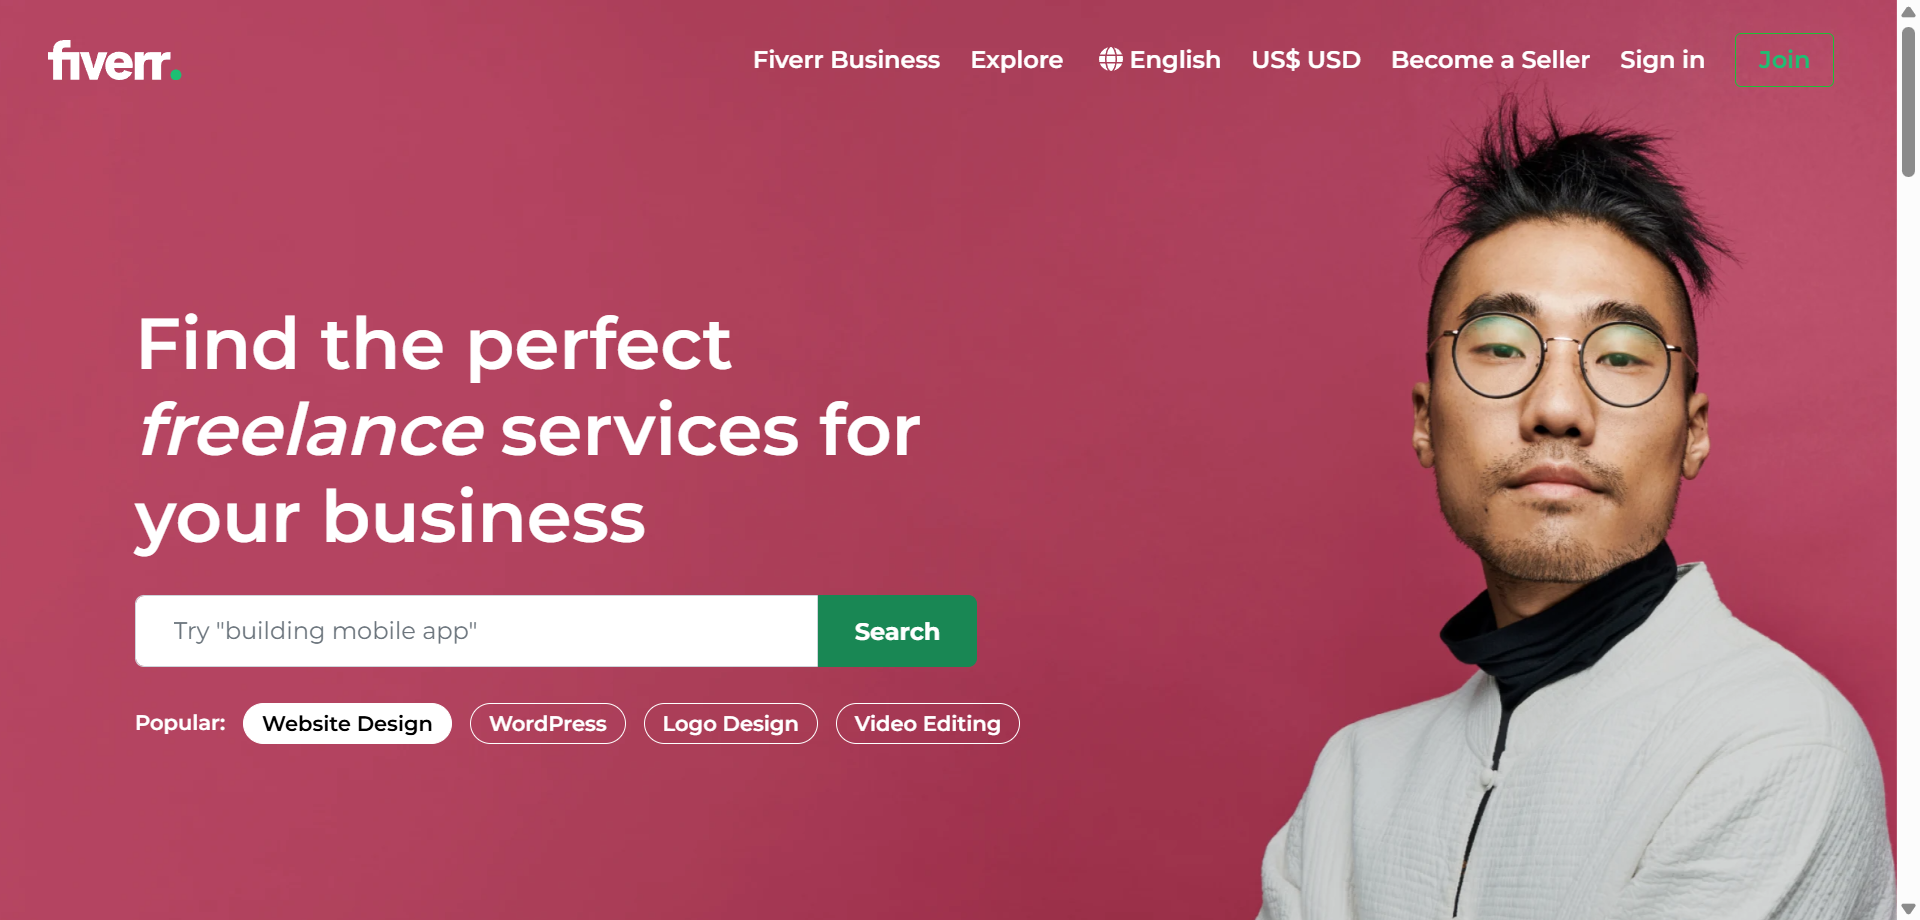 fiverr.
Fiverr Business Explore English US$ USD Become a Seller Sign in Join
Find the perfect
freelance services for
your business
Try "building mobile app" Search
Popular: Website Design WordPress Logo Design Video Editing